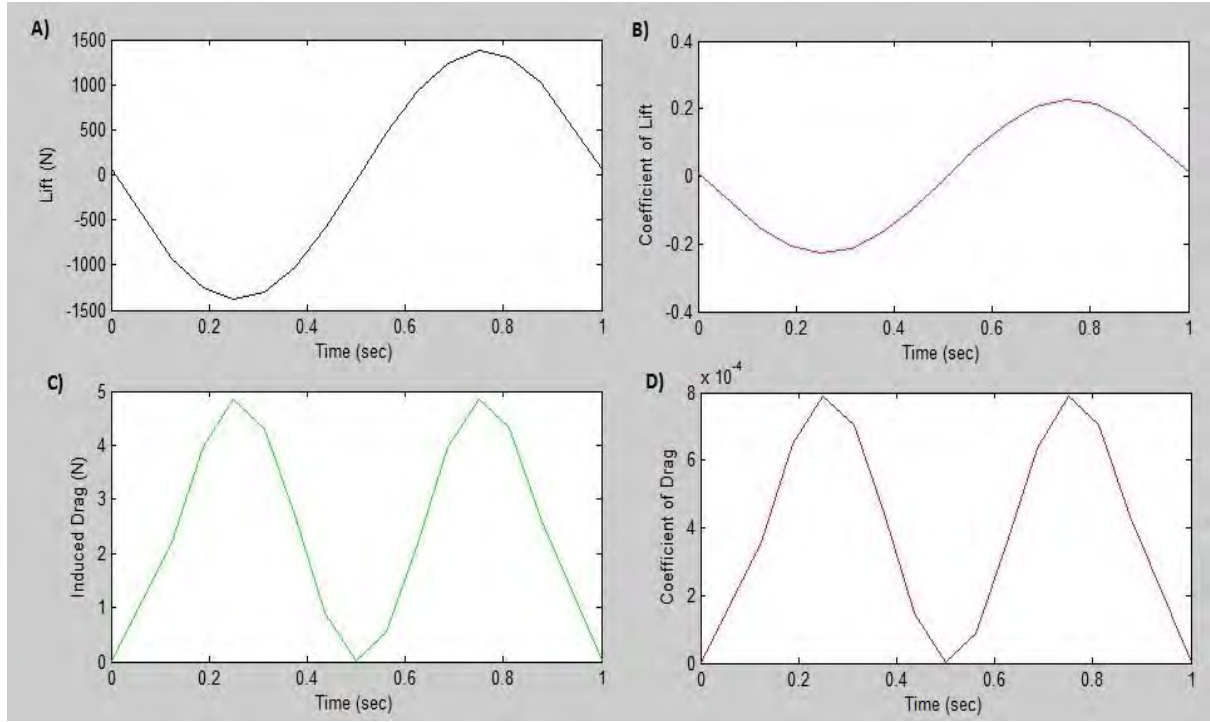 A)
1500
1000
500
0
-500
-1000
-1500
Lift (N)
0 0.2 0.4 0.6 0.8 1
Time (sec)
B)
0.4
0.2
0
-0.2
-0.4
Coefficient of Lift
0 0.2 0.4 0.6 0.8 1
Time (sec)
C)
5
4
3
2
1
0
Induced Drag (N)
0 0.2 0.4 0.6 0.8 1
Time (sec)
D)
x 10⁻⁴
8
6
4
2
0
Coefficient of Drag
0 0.2 0.4 0.6 0.8 1
Time (sec)